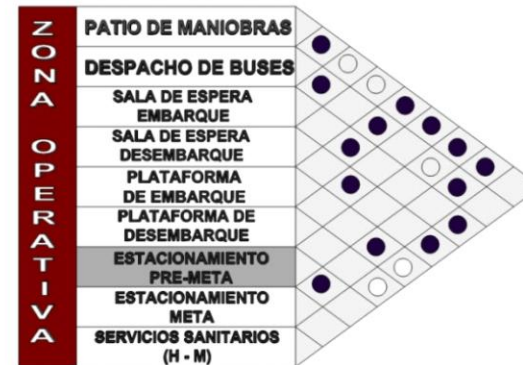 ZONA OPERATIVA
PATIO DE MANIOBRAS
DESPACHO DE BUSES
SALA DE ESPERA
EMBARQUE
SALA DE ESPERA
DESEMBARQUE
PLATAFORMA
DE EMBARQUE
PLATAFORMA DE
DESEMBARQUE
ESTACIONAMIENTO
PRE-META
ESTACIONAMIENTO
META
SERVICIOS SANITARIOS
(H - M)